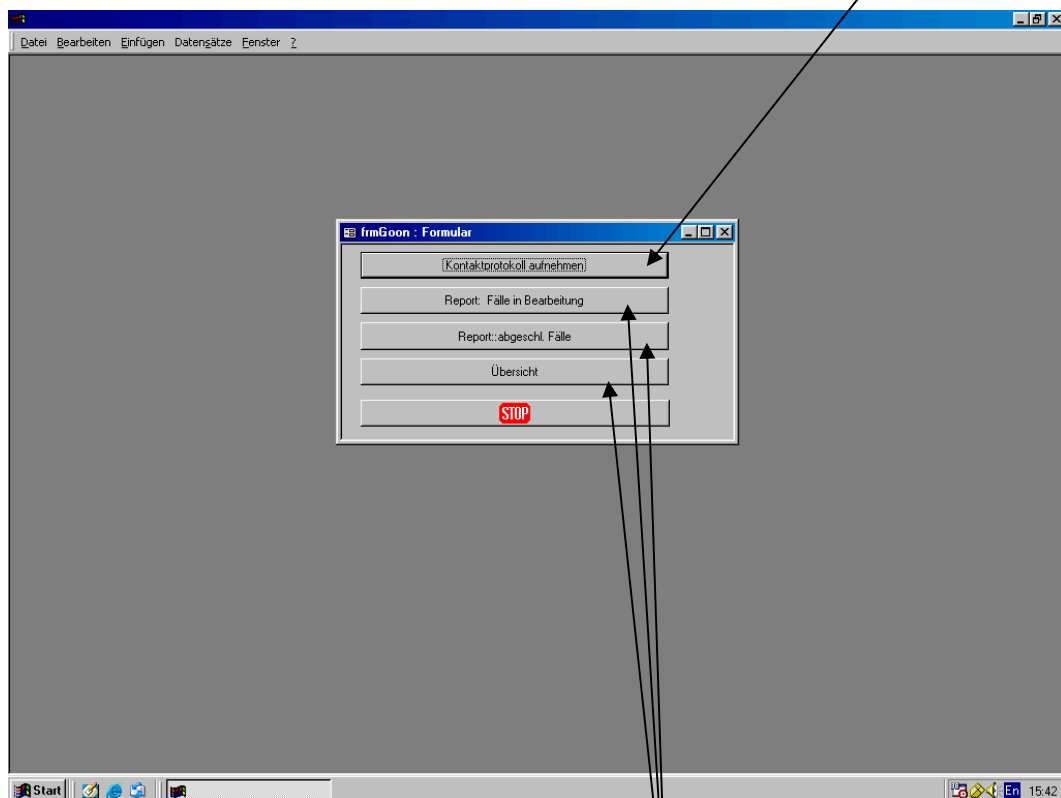 Datei Bearbeiten Einfügen Datensätze Fenster ?
frmGoon : Formular
Kontaktprotokoll aufnehmen
Report: Fälle in Bearbeitung
Report::abgeschl. Fälle
Übersicht
STOP
Start En 15:42